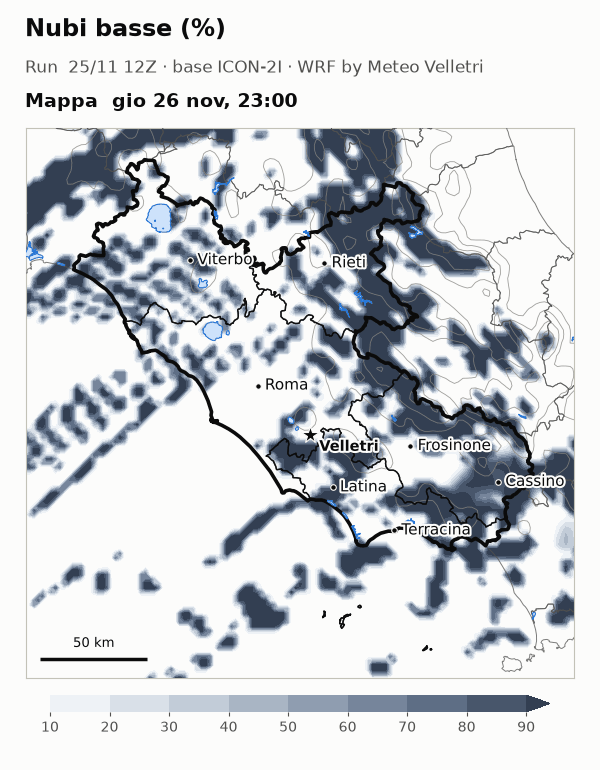 Nubi basse (%)
Run 25/11 12Z · base ICON-2I · WRF by Meteo Velletri
Mappa gio 26 nov, 23:00
Viterbo
Rieti
Roma
Velletri
Frosinone
Latina
Cassino
Terracina
50 km
10 20 30 40 50 60 70 80 90